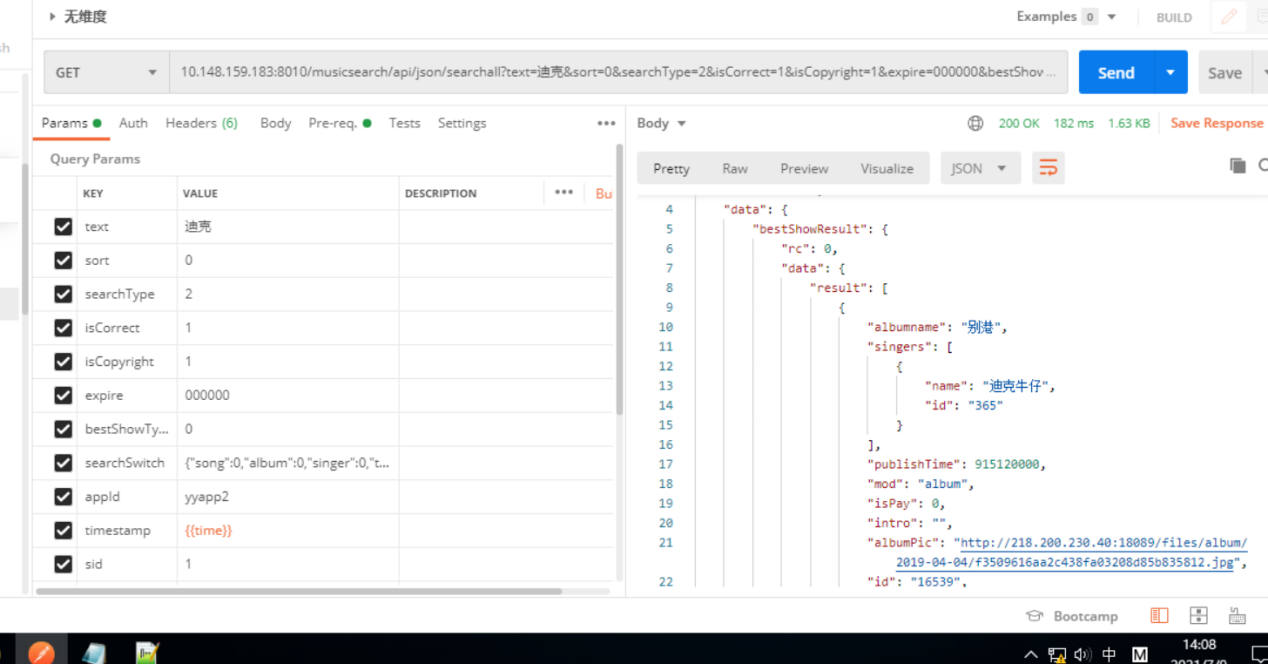 无维度
Examples 0
BUILD
GET
10.148.159.183:8010/musicsearch/api/json/searchall?text=迪克&sort=0&searchType=2&isCorrect=1&isCopyright=1&expire=000000&bestShov ...
Send
Save
Params
Auth
Headers (6)
Body
Pre-req.
Tests
Settings
Query Params
KEY VALUE DESCRIPTION Bu
text 迪克
sort 0
searchType 2
isCorrect 1
isCopyright 1
expire 000000
bestShowTy... 0
searchSwitch {"song":0,"album":0,"singer":0,"t...
appId yyapp2
timestamp {{time}}
sid 1
Body
200 OK 182 ms 1.63 KB Save Response
Pretty Raw Preview Visualize JSON
4 "data": {
5 "bestShowResult": {
6 "rc": 0,
7 "data": {
8 "result": [
9 {
10 "albumname": "别港",
11 "singers": [
12 {
13 "name": "迪克牛仔",
14 "id": "365"
15 }
16 ],
17 "publishTime": 915120000,
18 "mod": "album",
19 "isPay": 0,
20 "intro": "",
21 "albumPic": "http://218.200.230.40:18089/files/album/
2019-04-04/f3509616aa2c438fa03208d85b835812.jpg",
22 "id": "16539",
Bootcamp
中 M
14:08